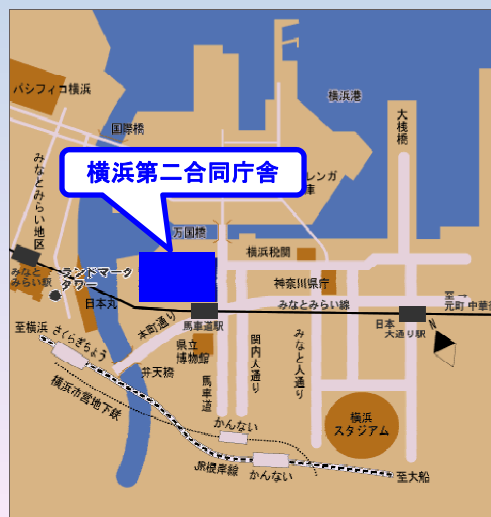 パシフィコ横浜
国際橋
横浜港
大桟橋
みなとみらい地区
横浜第二合同庁舎
レンガ
庫
万国橋
横浜税関
みなと
みらい駅
ランドマーク
タワー
日本丸
神奈川県庁
みなとみらい線
至→
元町 中華街
至横浜
さくらぎちょう
本町通り
馬車道駅
日本
大通り駅
N
県立
博物館
弁天橋
馬車道
関内大通り
みなと大通り
横浜市営地下鉄
かんない
横浜
スタジアム
JR根岸線
かんない
至大船